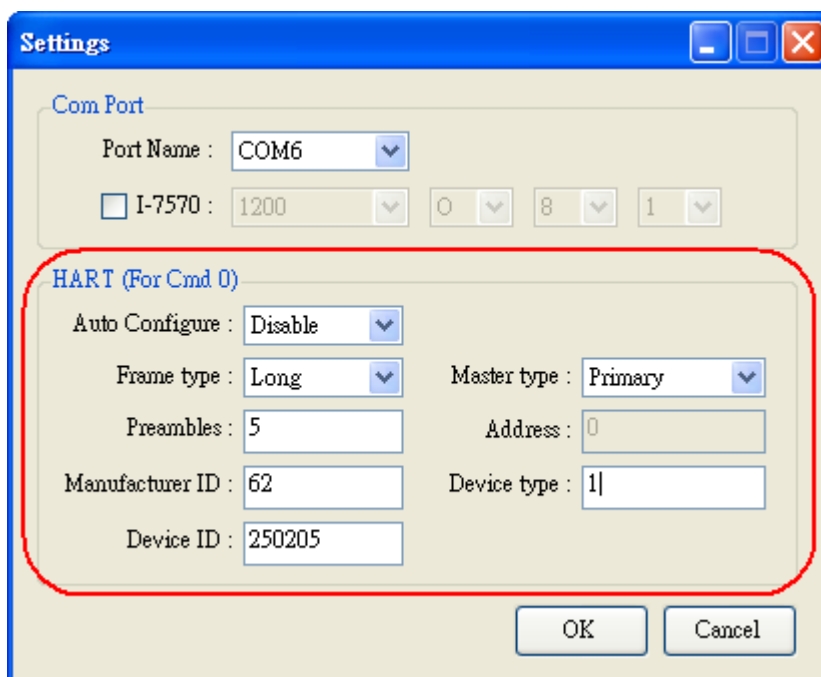 Settings
Com Port
Port Name : COM6
I-7570 : 1200 O 8 1
HART (For Cmd 0)
Auto Configure : Disable
Frame type : Long Master type : Primary
Preambles : 5 Address : 0
Manufacturer ID : 62 Device type : 1
Device ID : 250205
OK Cancel